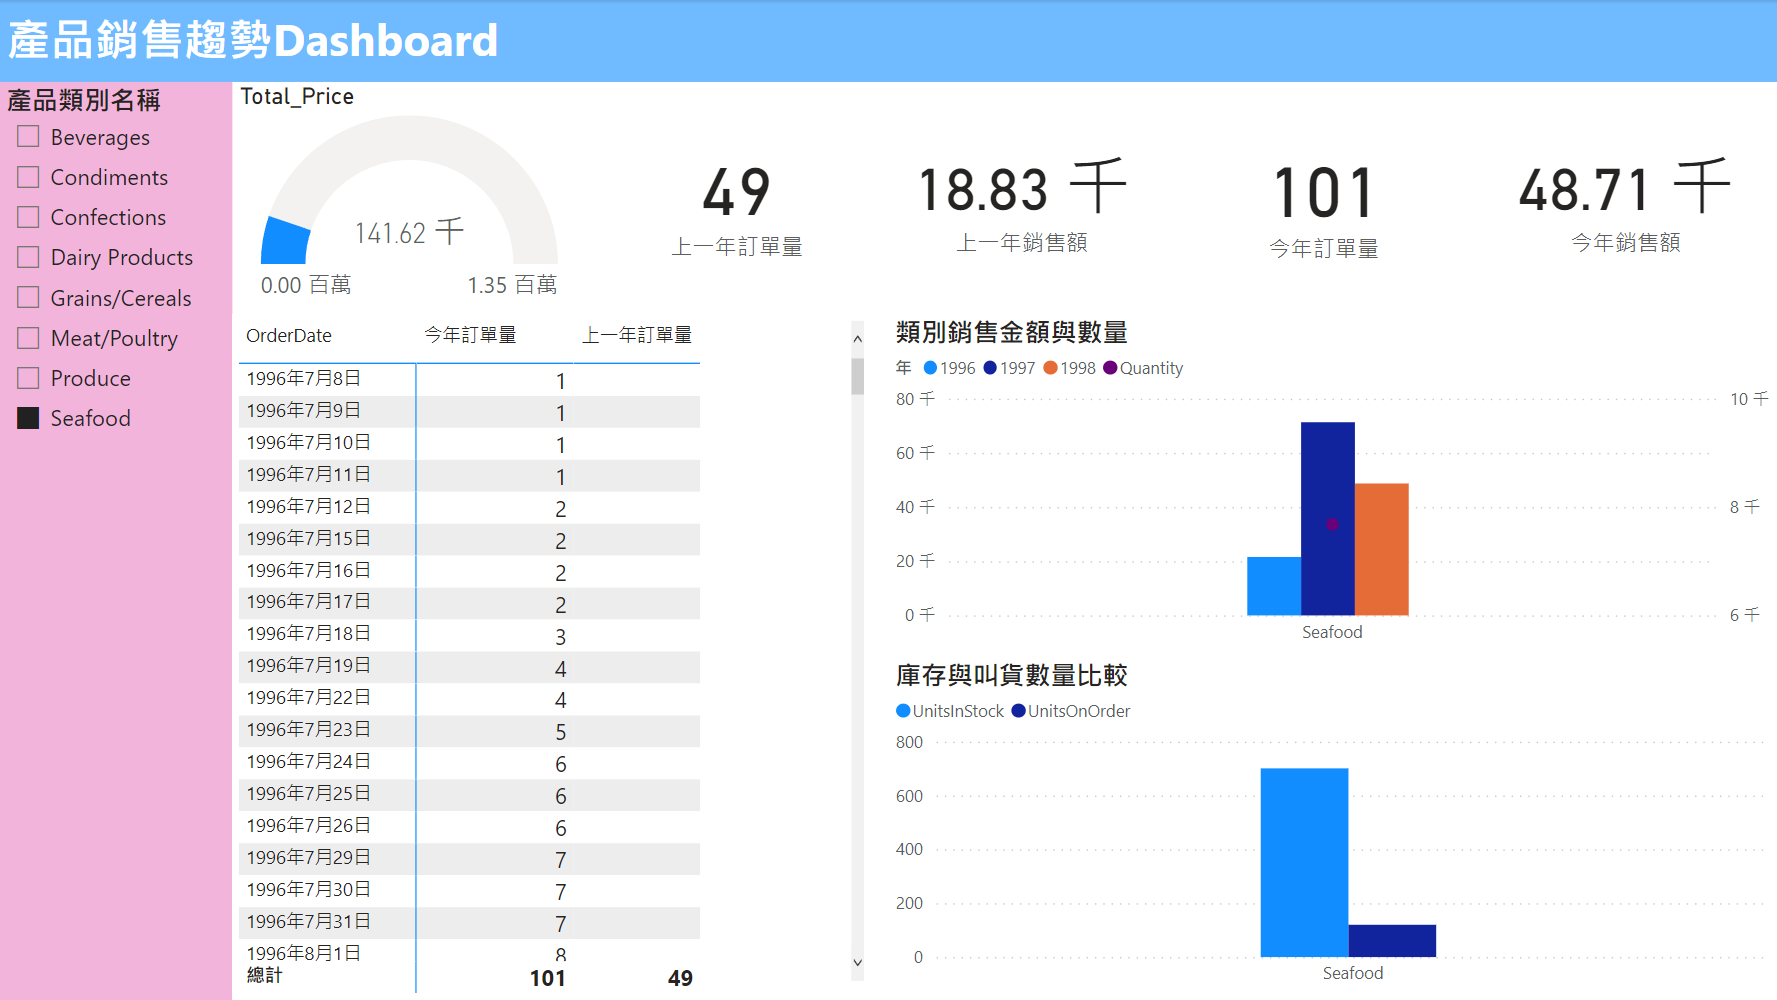 產品銷售趨勢Dashboard
產品類別名稱
Beverages
Condiments
Confections
Dairy Products
Grains/Cereals
Meat/Poultry
Produce
Seafood
Total_Price
141.62 千
0.00 百萬
1.35 百萬
49
上一年訂單量
18.83 千
上一年銷售額
101
今年訂單量
48.71 千
今年銷售額
OrderDate 今年訂單量 上一年訂單量
1996年7月8日 1
1996年7月9日 1
1996年7月10日 1
1996年7月11日 1
1996年7月12日 2
1996年7月15日 2
1996年7月16日 2
1996年7月17日 2
1996年7月18日 3
1996年7月19日 4
1996年7月22日 4
1996年7月23日 5
1996年7月24日 6
1996年7月25日 6
1996年7月26日 6
1996年7月29日 7
1996年7月30日 7
1996年7月31日 7
1996年8月1日 8
總計 101 49
類別銷售金額與數量
年 1996 1997 1998 Quantity
80 千 10 千
60 千
40 千 8 千
20 千
0 千 6 千
Seafood
庫存與叫貨數量比較
UnitsInStock UnitsOnOrder
800
600
400
200
0
Seafood